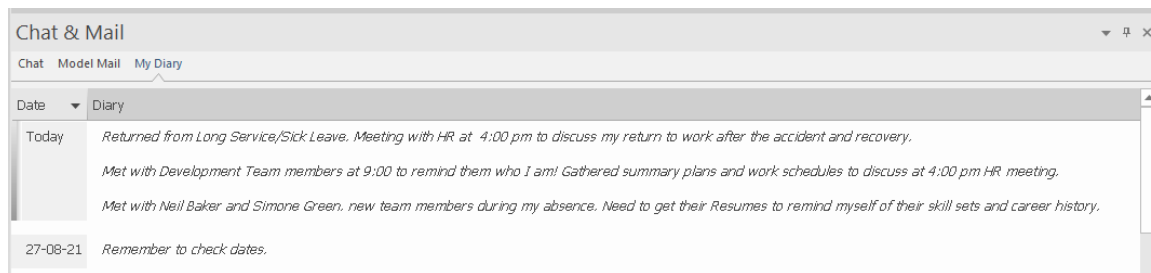 Chat & Mail
Chat Model Mail My Diary
Date Diary
Today Returned from Long Service/Sick Leave. Meeting with HR at 4:00 pm to discuss my return to work after the accident and recovery.
Met with Development Team members at 9:00 to remind them who I am! Gathered summary plans and work schedules to discuss at 4:00 pm HR meeting.
Met with Neil Baker and Simone Green, new team members during my absence. Need to get their Resumes to remind myself of their skill sets and career history.
27-08-21 Remember to check dates.